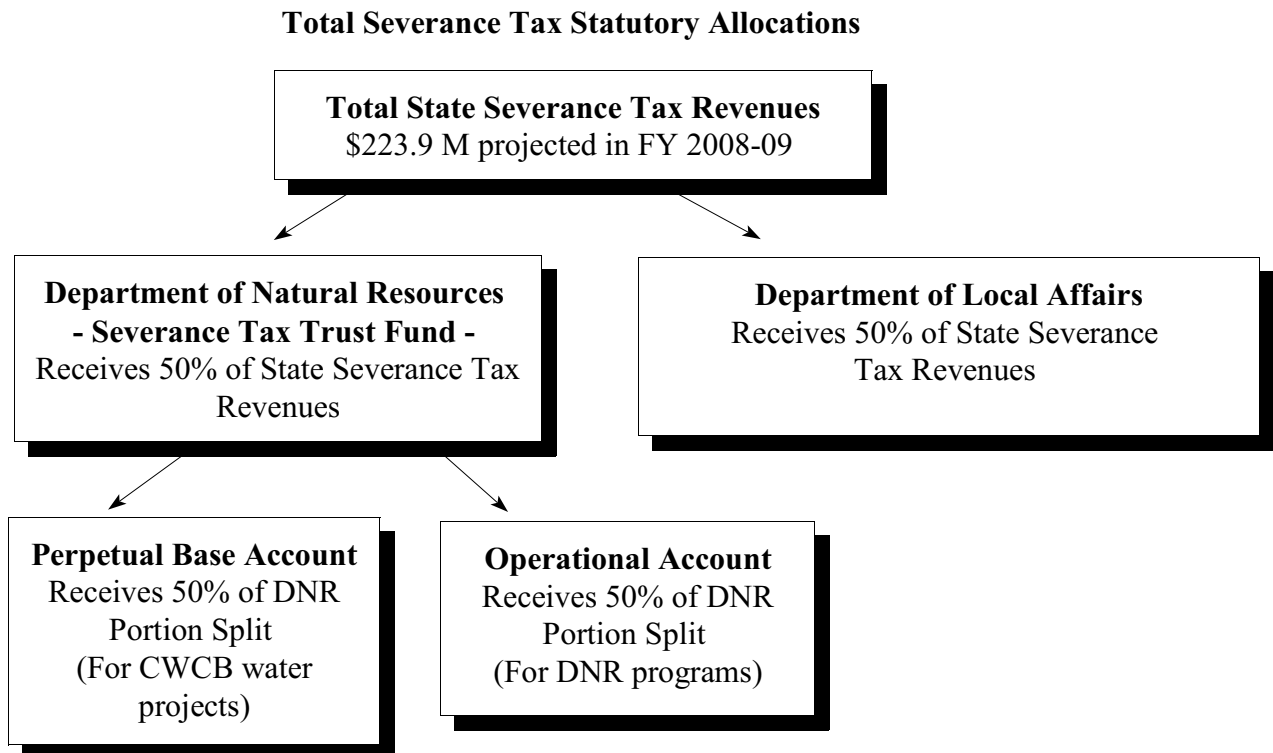 Total Severance Tax Statutory Allocations
Total State Severance Tax Revenues
$223.9 M projected in FY 2008-09
Department of Natural Resources
- Severance Tax Trust Fund -
Receives 50% of State Severance Tax
Revenues
Department of Local Affairs
Receives 50% of State Severance
Tax Revenues
Perpetual Base Account
Receives 50% of DNR
Portion Split
(For CWCB water
projects)
Operational Account
Receives 50% of DNR
Portion Split
(For DNR programs)